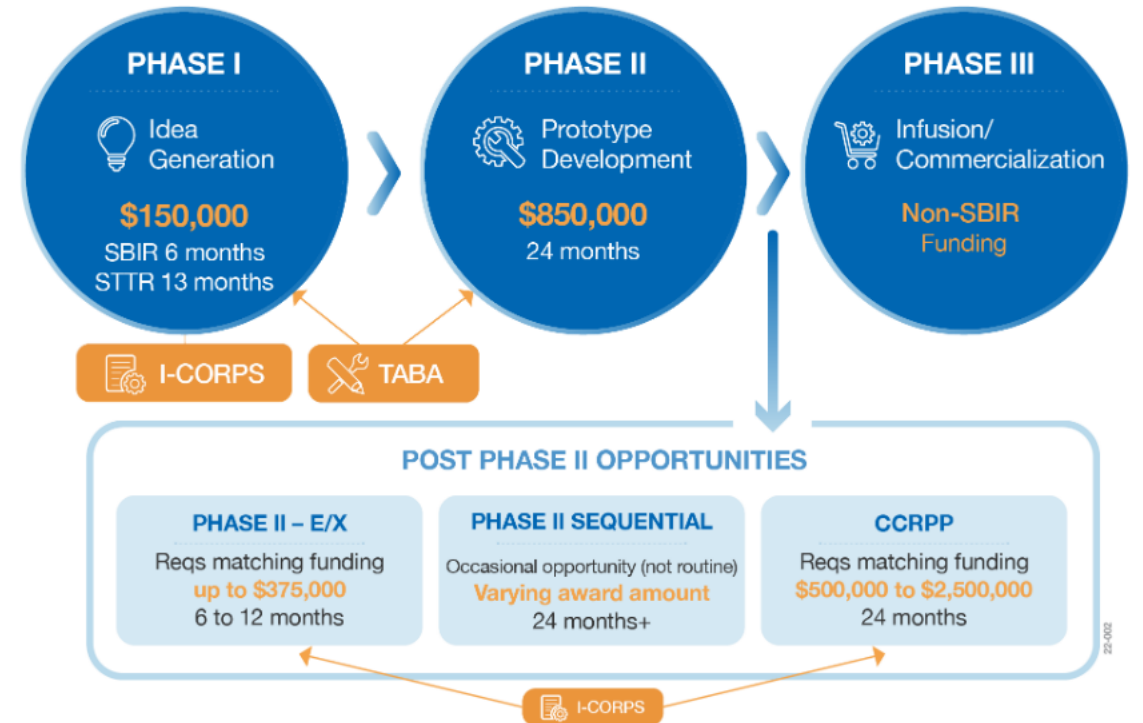 PHASE I
Idea
Generation
$150,000
SBIR 6 months
STTR 13 months
PHASE II
Prototype
Development
$850,000
24 months
PHASE III
Infusion/
Commercialization
Non-SBIR
Funding
I-CORPS
TABA
POST PHASE II OPPORTUNITIES
PHASE II – E/X
Reqs matching funding
up to $375,000
6 to 12 months
PHASE II SEQUENTIAL
Occasional opportunity (not routine)
Varying award amount
24 months+
CCRPP
Reqs matching funding
$500,000 to $2,500,000
24 months
22-002
I-CORPS